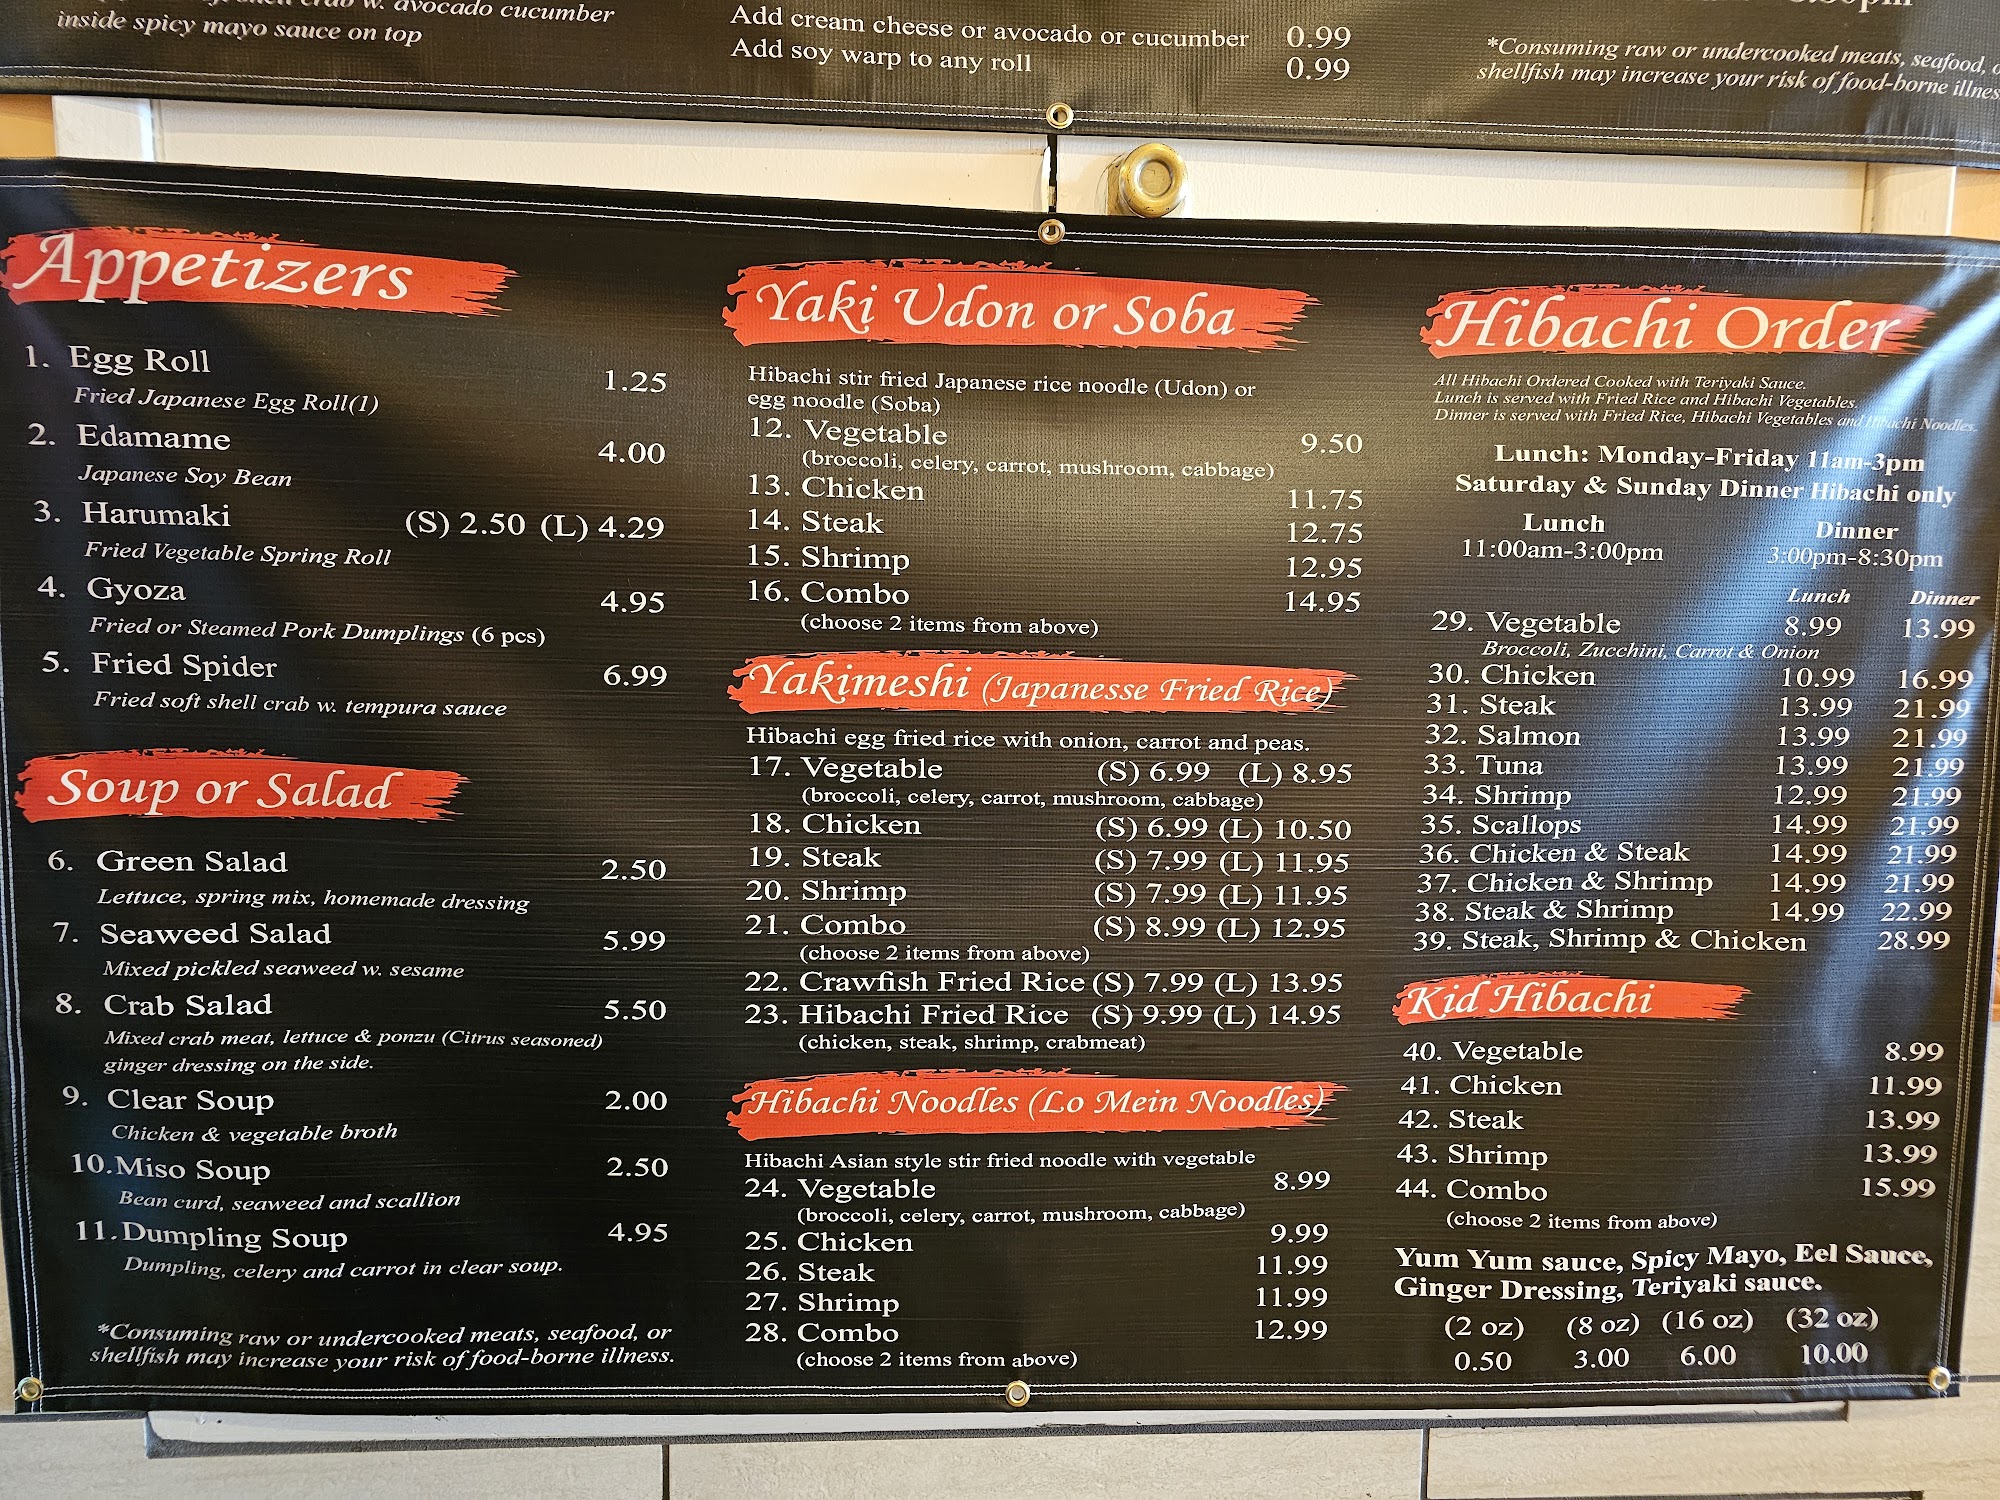 crab w. avocado cucumber
inside spicy mayo sauce on top
Add cream cheese or avocado or cucumber 0.99
Add soy warp to any roll 0.99
*Consuming raw or undercooked meats, seafood,
shellfish may increase your risk of food-borne
Appetizers
1. Egg Roll 1.25
Fried Japanese Egg Roll(1)
2. Edamame 4.00
Japanese Soy Bean
3. Harumaki (S) 2.50 (L) 4.29
Fried Vegetable Spring Roll
4. Gyoza 4.95
Fried or Steamed Pork Dumplings (6 pcs)
5. Fried Spider 6.99
Fried soft shell crab w. tempura sauce
Soup or Salad
6. Green Salad 2.50
Lettuce, spring mix, homemade dressing
7. Seaweed Salad 5.99
Mixed pickled seaweed w. sesame
8. Crab Salad 5.50
Mixed crab meat, lettuce & ponzu (Citrus seasoned)
ginger dressing on the side.
9. Clear Soup 2.00
Chicken & vegetable broth
10.Miso Soup 2.50
Bean curd, seaweed and scallion
11.Dumpling Soup 4.95
Dumpling, celery and carrot in clear soup.
*Consuming raw or undercooked meats, seafood, or
shellfish may increase your risk of food-borne illness.
Yaki Udon or Soba
Hibachi stir fried Japanese rice noodle (Udon) or
egg noodle (Soba)
12. Vegetable 9.50
(broccoli, celery, carrot, mushroom, cabbage)
13. Chicken 11.75
14. Steak 12.75
15. Shrimp 12.95
16. Combo 14.95
(choose 2 items from above)
Yakimeshi (Japanesse Fried Rice)
Hibachi egg fried rice with onion, carrot and peas.
17. Vegetable (S) 6.99 (L) 8.95
(broccoli, celery, carrot, mushroom, cabbage)
18. Chicken (S) 6.99 (L) 10.50
19. Steak (S) 7.99 (L) 11.95
20. Shrimp (S) 7.99 (L) 11.95
21. Combo (S) 8.99 (L) 12.95
(choose 2 items from above)
22. Crawfish Fried Rice (S) 7.99 (L) 13.95
23. Hibachi Fried Rice (S) 9.99 (L) 14.95
(chicken, steak, shrimp, crabmeat)
Hibachi Noodles (Lo Mein Noodles)
Hibachi Asian style stir fried noodle with vegetable
24. Vegetable 8.99
(broccoli, celery, carrot, mushroom, cabbage)
25. Chicken 9.99
26. Steak 11.99
27. Shrimp 11.99
28. Combo 12.99
(choose 2 items from above)
Hibachi Order
All Hibachi Ordered Cooked with Teriyaki Sauce.
Lunch is served with Fried Rice and Hibachi Vegetables.
Dinner is served with Fried Rice, Hibachi Vegetables and Hibachi Noodles.
Lunch: Monday-Friday 11am-3pm
Saturday & Sunday Dinner Hibachi only
Lunch Dinner
11:00am-3:00pm 3:00pm-8:30pm
Lunch Dinner
29. Vegetable 8.99 13.99
Broccoli, Zucchini, Carrot & Onion
30. Chicken 10.99 16.99
31. Steak 13.99 21.99
32. Salmon 13.99 21.99
33. Tuna 13.99 21.99
34. Shrimp 12.99 21.99
35. Scallops 14.99 21.99
36. Chicken & Steak 14.99 21.99
37. Chicken & Shrimp 14.99 21.99
38. Steak & Shrimp 14.99 22.99
39. Steak, Shrimp & Chicken 28.99
Kid Hibachi
40. Vegetable 8.99
41. Chicken 11.99
42. Steak 13.99
43. Shrimp 13.99
44. Combo 15.99
(choose 2 items from above)
Yum Yum sauce, Spicy Mayo, Eel Sauce,
Ginger Dressing, Teriyaki sauce.
(2 oz) (8 oz) (16 oz) (32 oz)
0.50 3.00 6.00 10.00